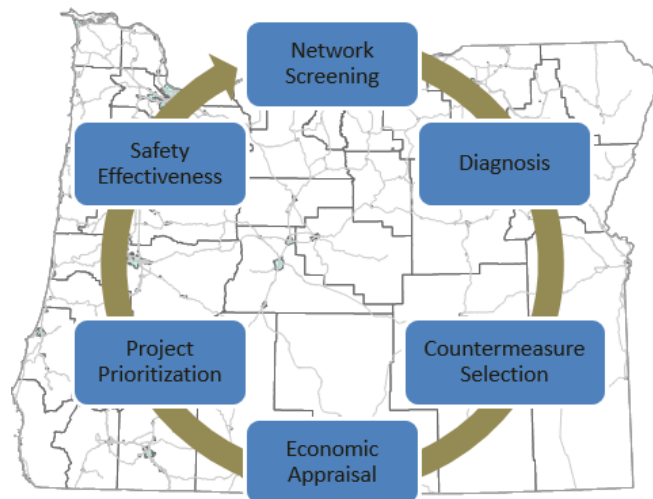 Network
Screening
Diagnosis
Countermeasure
Selection
Economic
Appraisal
Project
Prioritization
Safety
Effectiveness